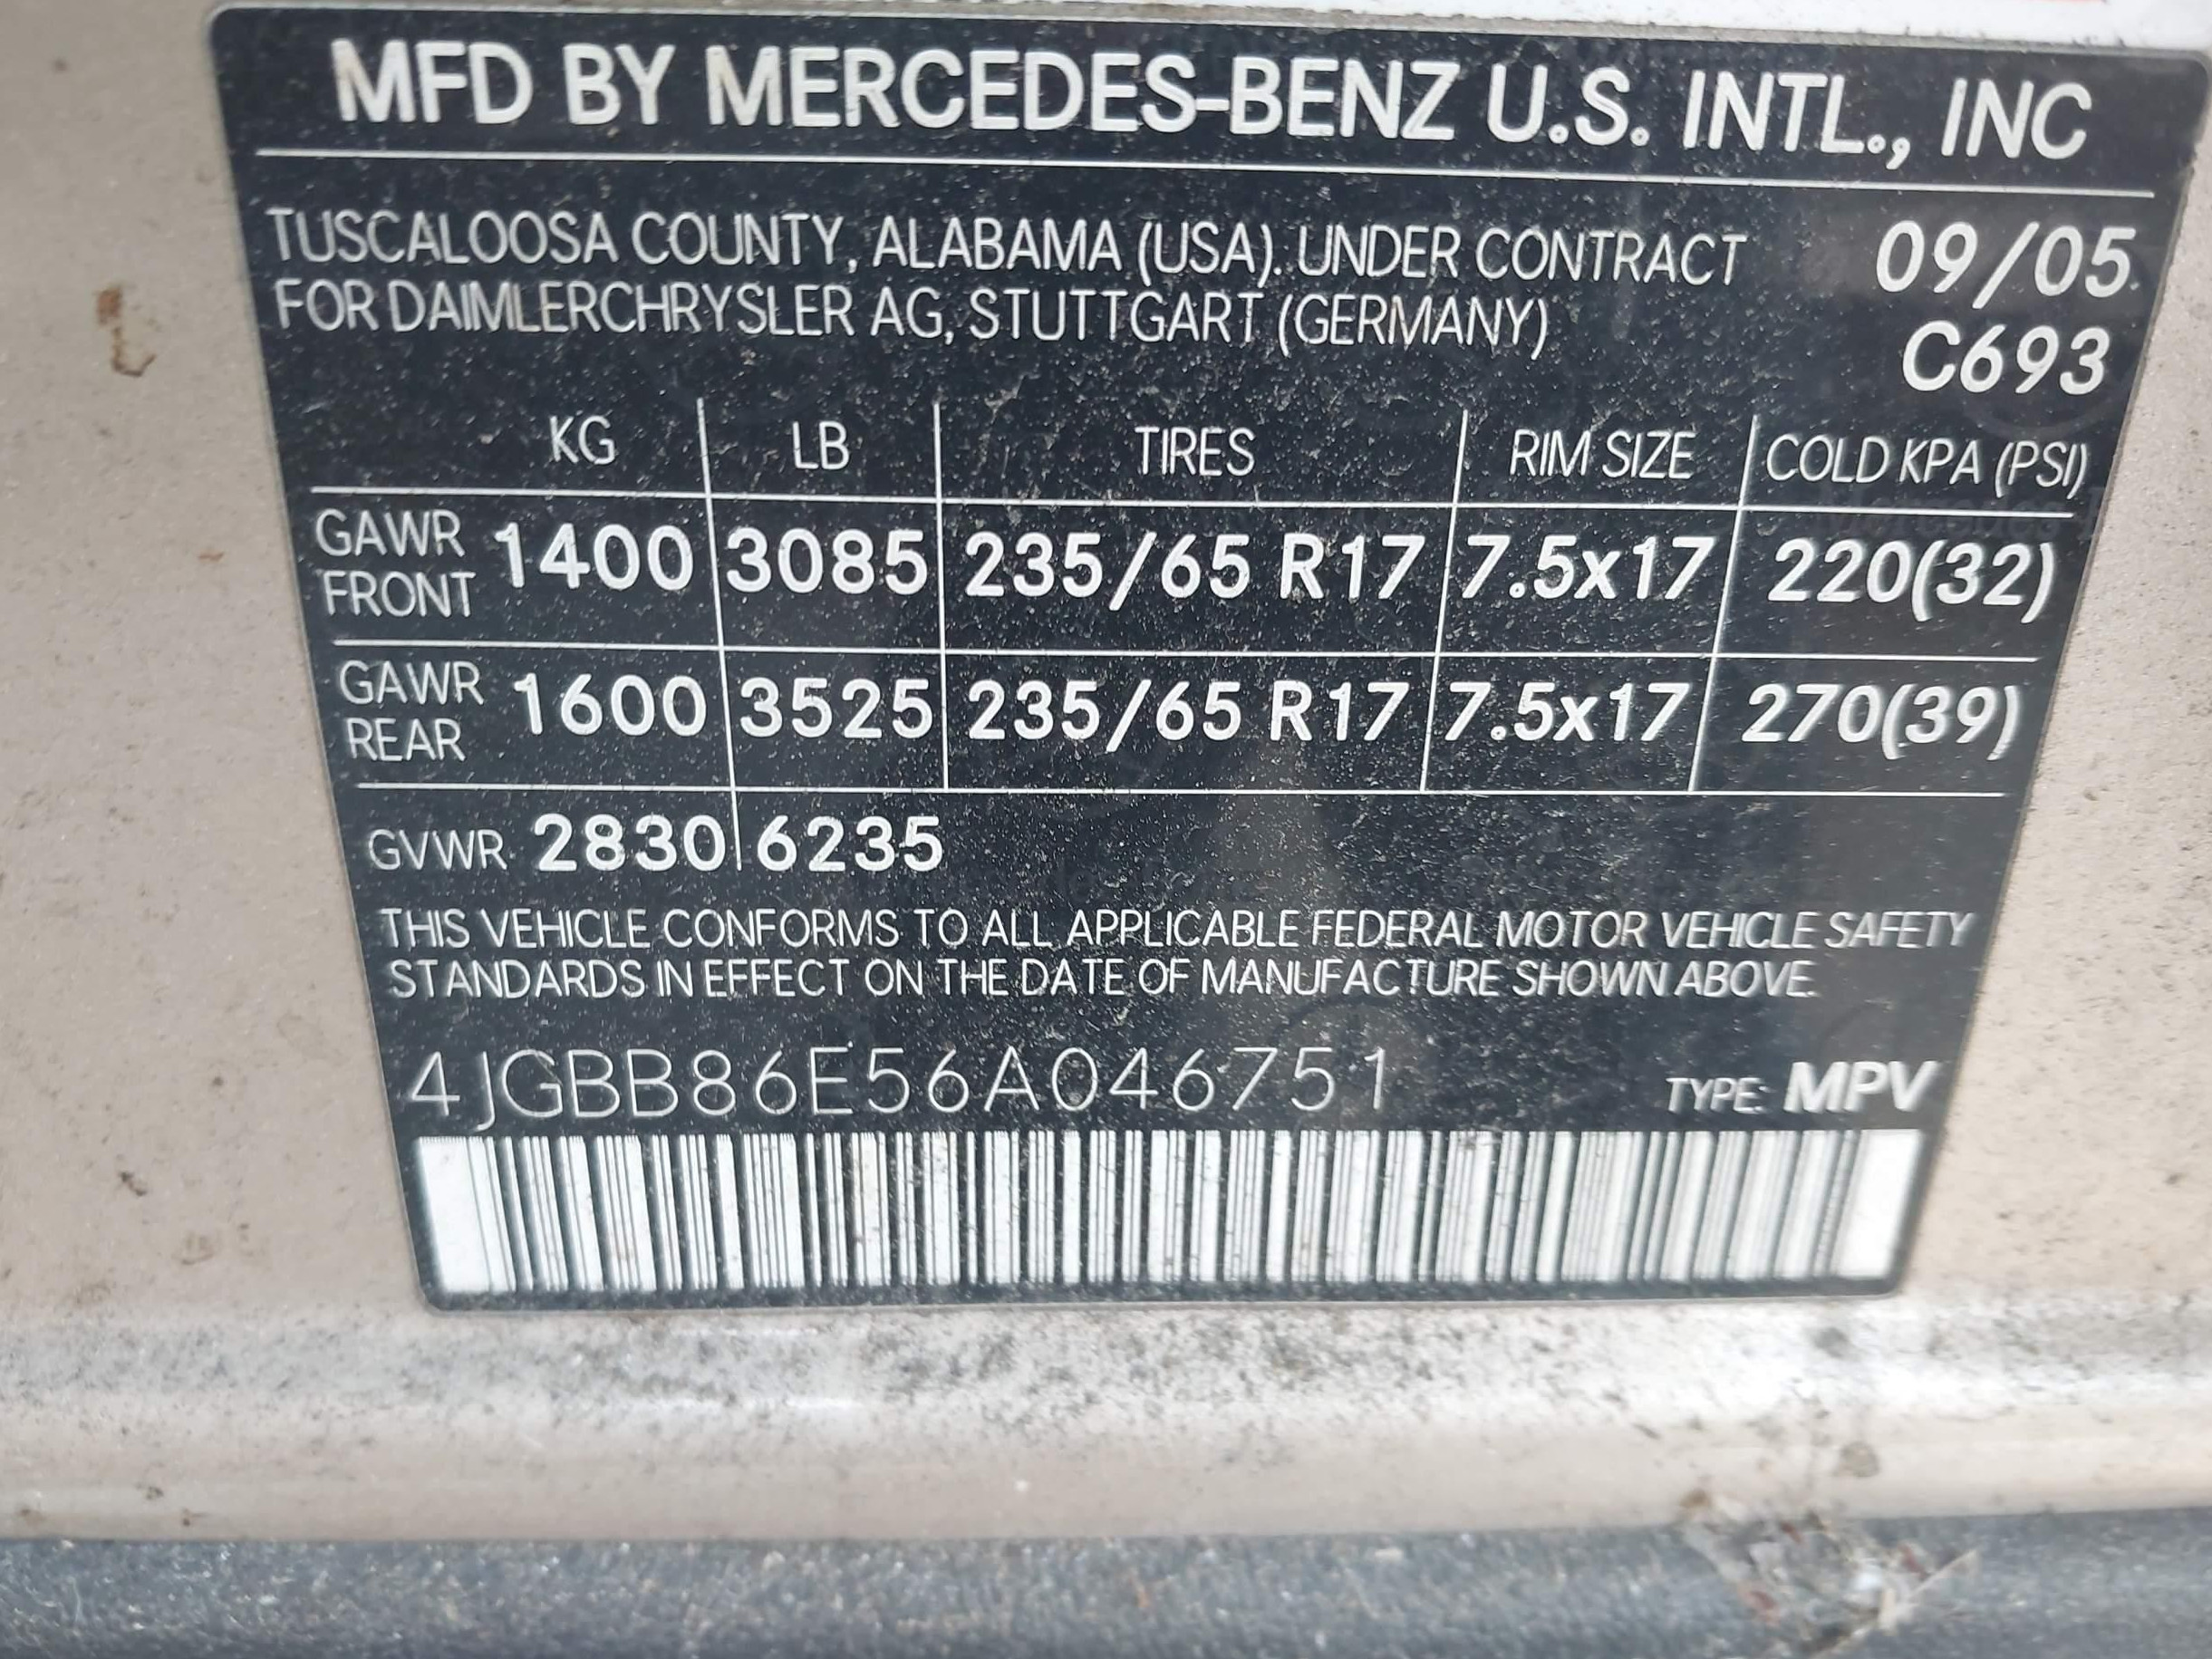 MFD BY MERCEDES-BENZ U.S. INTL., INC
TUSCALOOSA COUNTY, ALABAMA (USA). UNDER CONTRACT 09/05
FOR DAIMLERCHRYSLER AG, STUTTGART (GERMANY)
C693
KG LB TIRES RIM SIZE COLD KPA (PSI)
GAWR FRONT 1400 3085 235/65 R17 7.5x17 220(32)
GAWR REAR 1600 3525 235/65 R17 7.5x17 270(39)
GVWR 2830 6235
THIS VEHICLE CONFORMS TO ALL APPLICABLE FEDERAL MOTOR VEHICLE SAFETY
STANDARDS IN EFFECT ON THE DATE OF MANUFACTURE SHOWN ABOVE.
4JGBB86E56A046751 TYPE: MPV